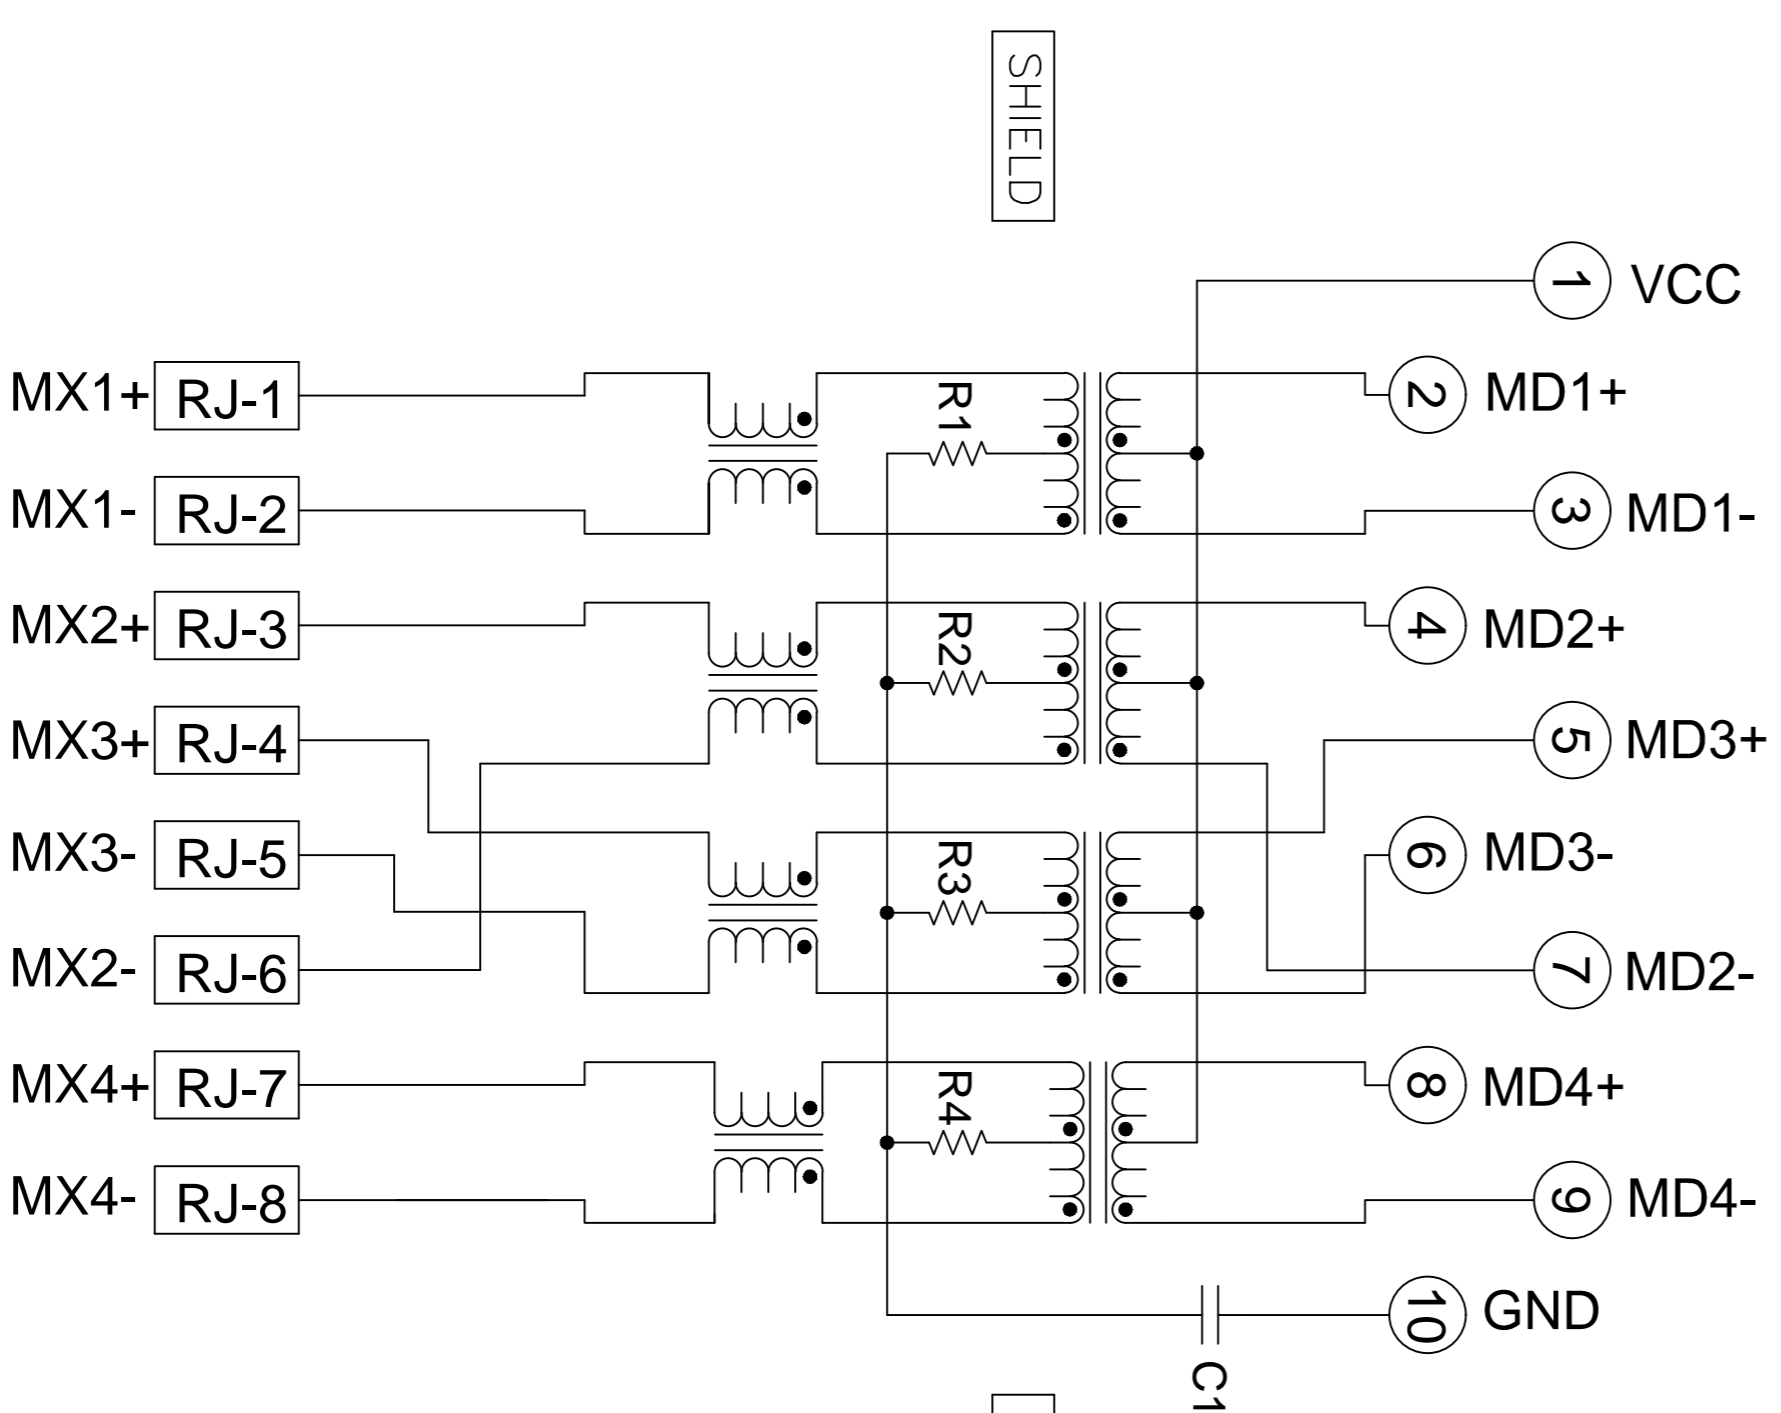 SHIELD
1 VCC
MX1+ RJ-1 R1 2 MD1+
MX1- RJ-2 3 MD1-
MX2+ RJ-3 R2 4 MD2+
MX3+ RJ-4 5 MD3+
MX3- RJ-5 R3 6 MD3-
MX2- RJ-6 7 MD2-
MX4+ RJ-7 R4 8 MD4+
MX4- RJ-8 9 MD4-
10 GND
C1